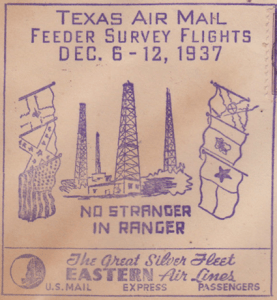 TEXAS AIR MAIL
FEEDER SURVEY FLIGHTS
DEC. 6-12, 1937
NO STRANGER
IN RANGER
The Great Silver Fleet
EASTERN Air Lines
U.S. MAIL EXPRESS PASSENGERS